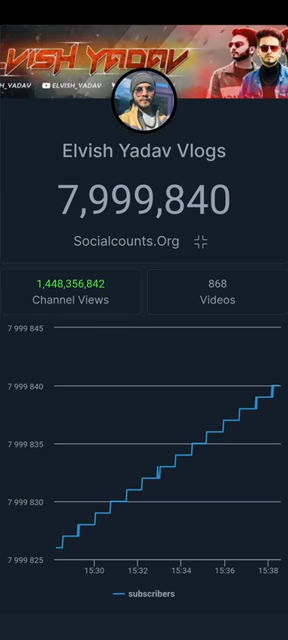 VISH YADAV
H_YADAV ELVISH_YADAV
Elvish Yadav Vlogs
7,999,840
Socialcounts.Org
1,448,356,842 868
Channel Views Videos
7 999 845
7 999 840
7 999 835
7 999 830
7 999 825
15:30 15:32 15:34 15:36 15:38
subscribers